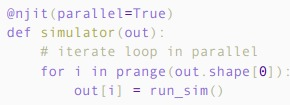 @njit(parallel=True)
def simulator(out):
    # iterate loop in parallel
    for i in prange(out.shape[0]):
        out[i] = run_sim()